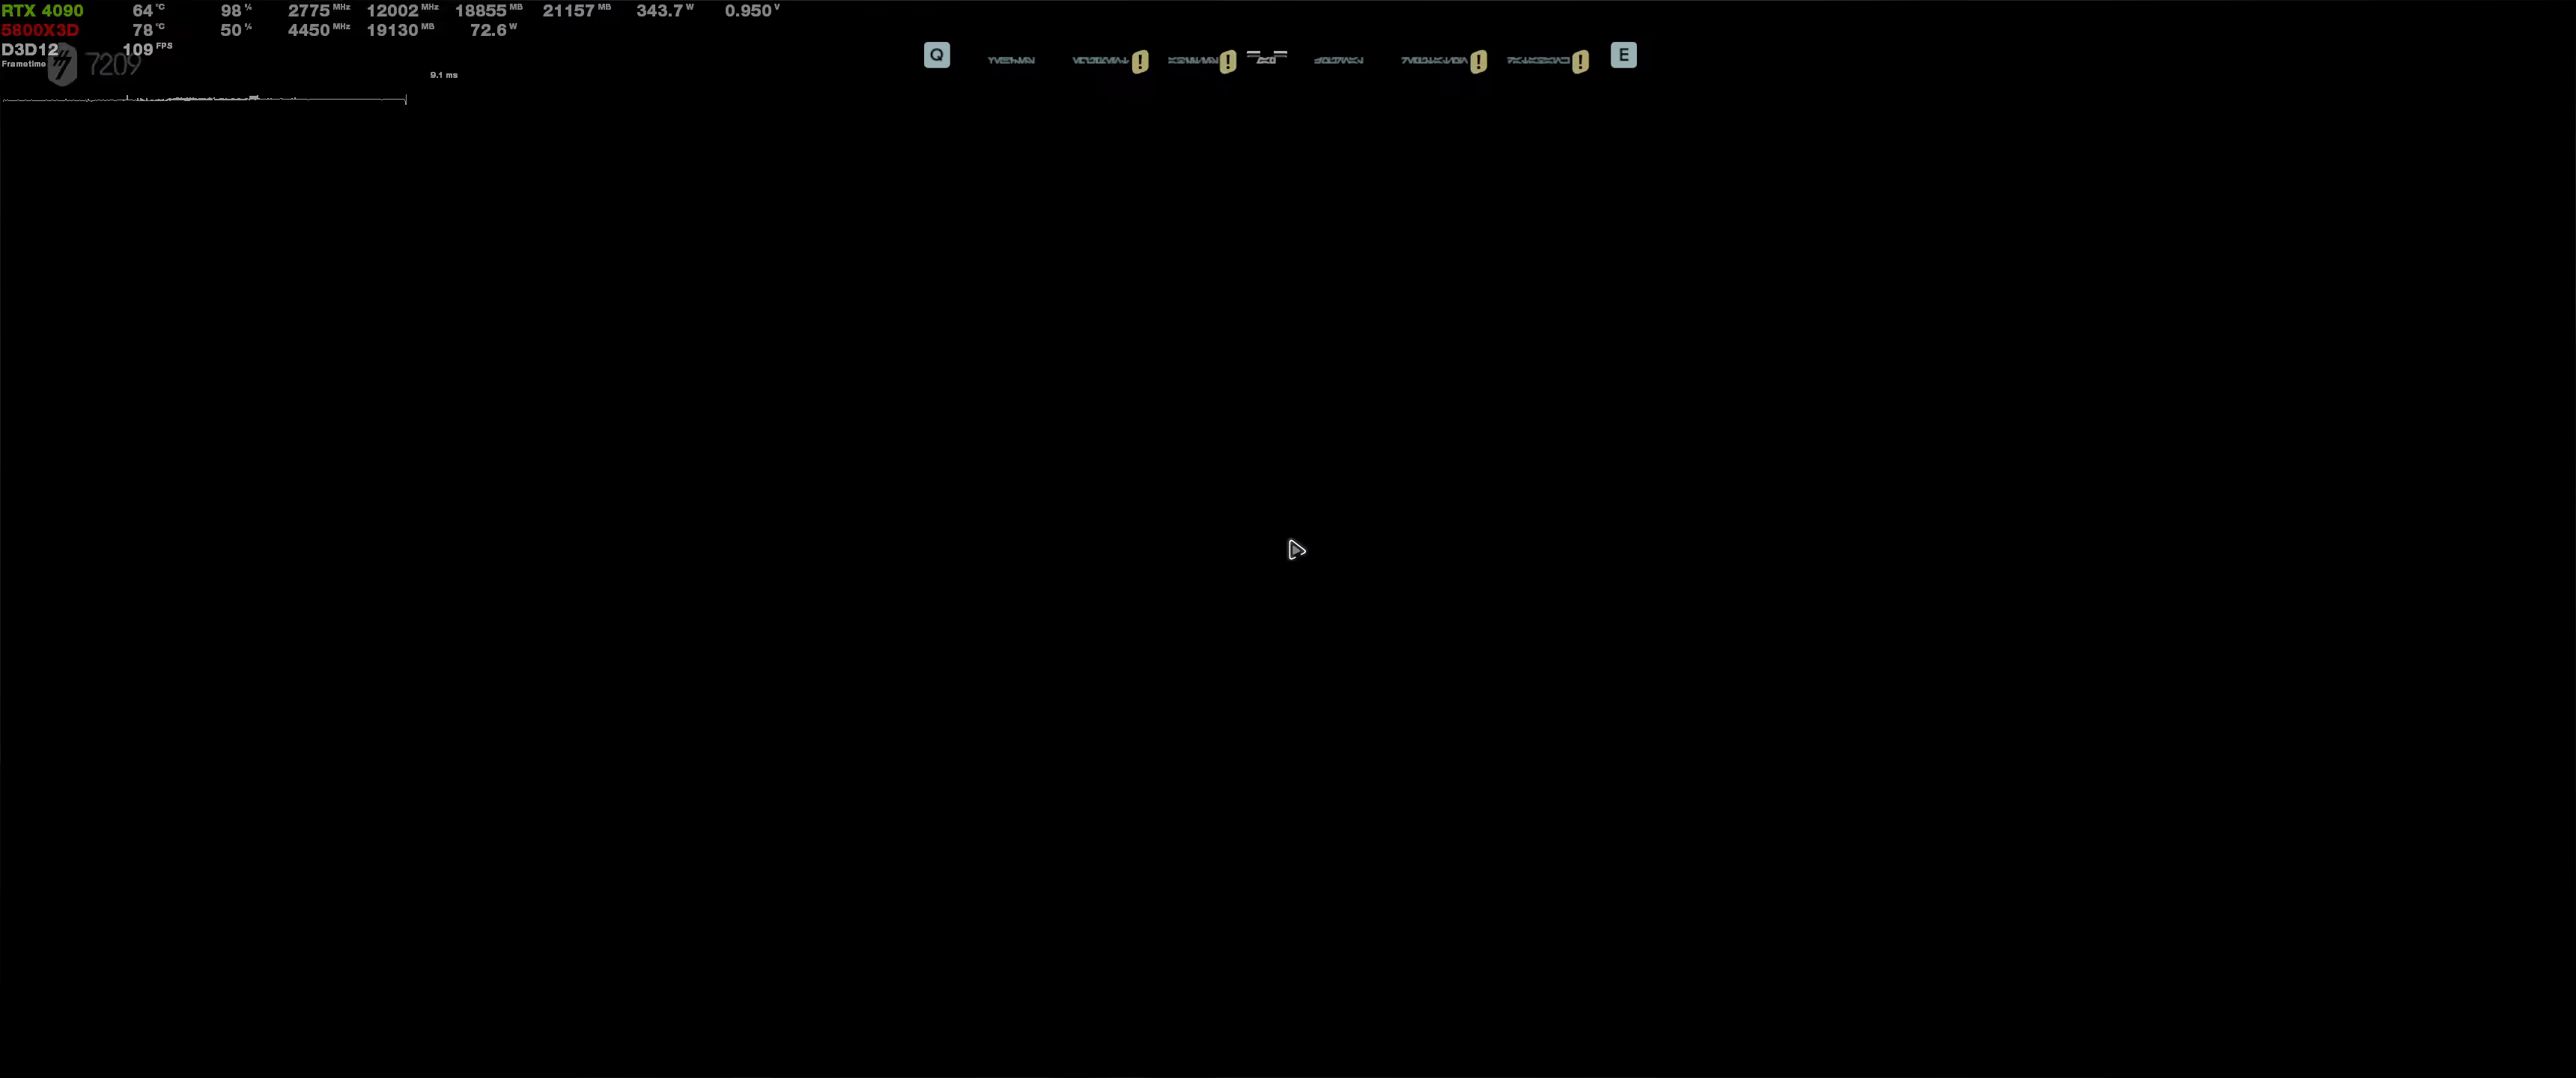 RTX 4090 64 °C 98 % 2775 MHz 12002 MHz 18855 MB 21157 MB 343.7 W 0.950 V
5800X3D 78 °C 50 % 4450 MHz 19130 MB 72.6 W
D3D12 109 FPS
Frametime
7209
9.1 ms
Q ! ! ! ! E